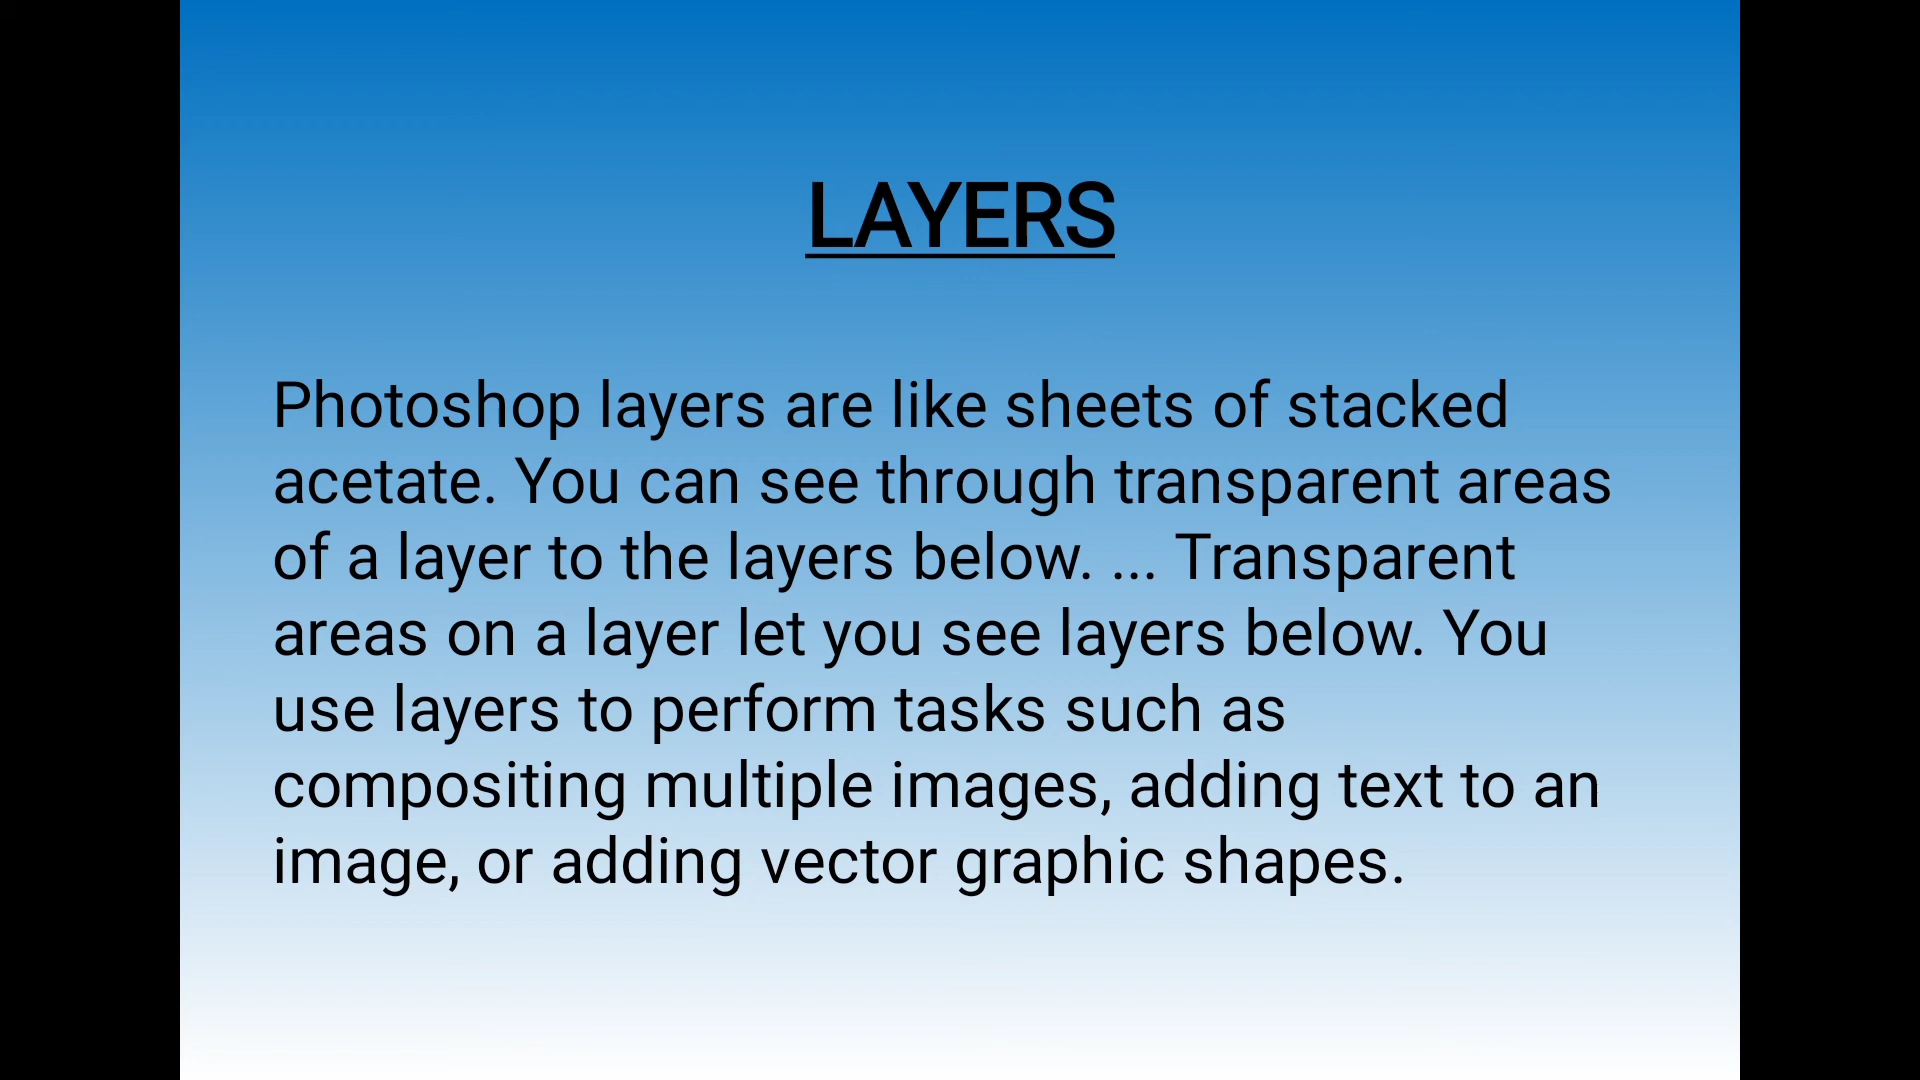 LAYERS
Photoshop layers are like sheets of stacked
acetate. You can see through transparent areas
of a layer to the layers below. ... Transparent
areas on a layer let you see layers below. You
use layers to perform tasks such as
compositing multiple images, adding text to an
image, or adding vector graphic shapes.